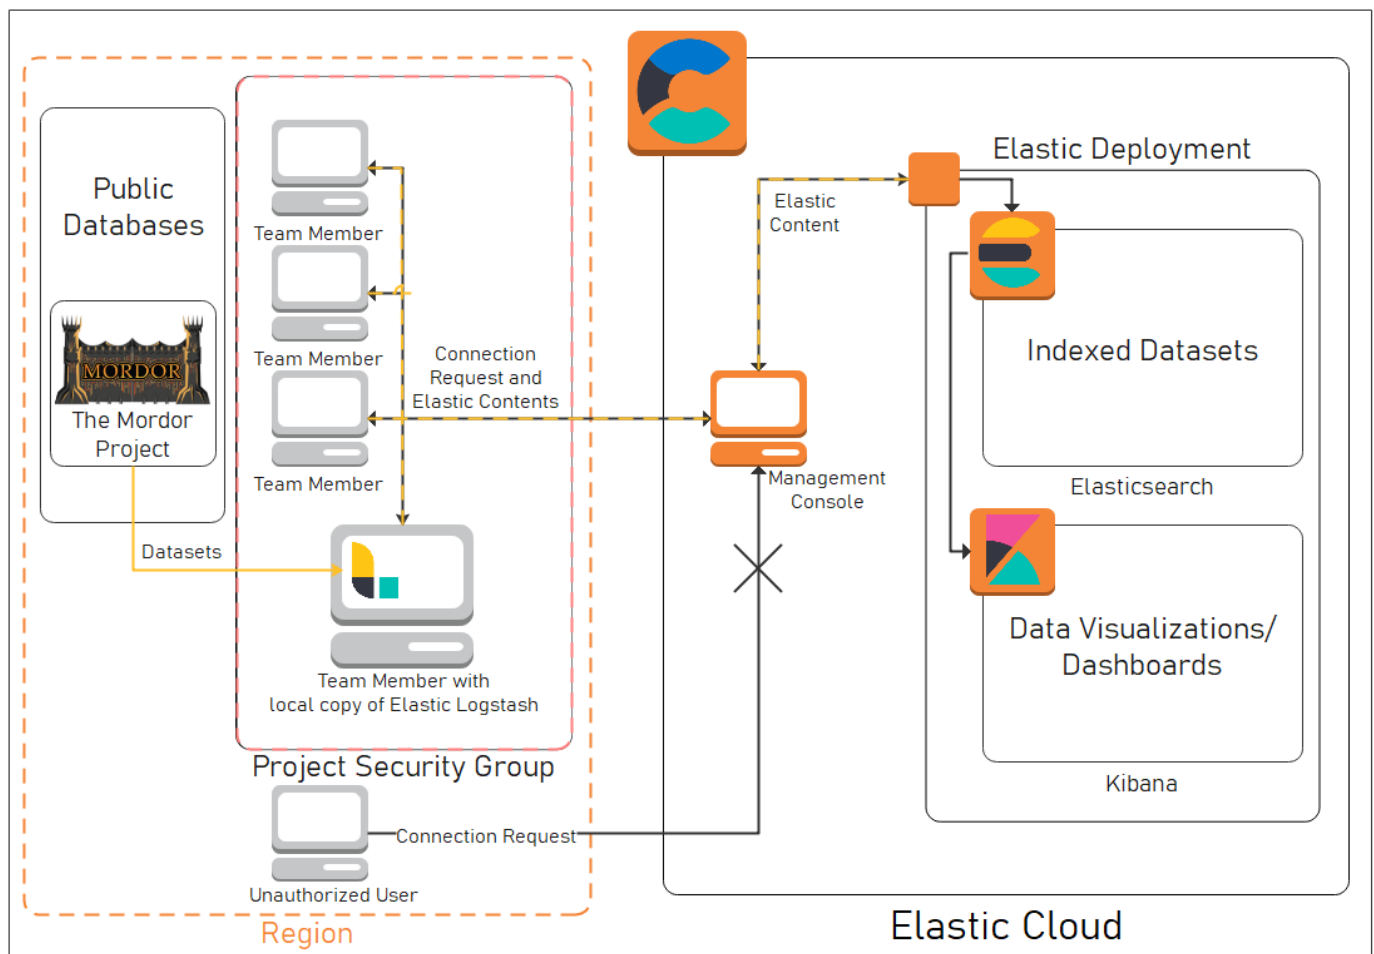 Public
Databases
MORDOR
The Mordor
Project
Datasets
Team Member
Team Member
Team Member
Connection
Request and
Elastic Contents
Team Member with
local copy of Elastic Logstash
Project Security Group
Connection Request
Unauthorized User
Region
Elastic
Content
Management
Console
Elastic Deployment
Indexed Datasets
Elasticsearch
Data Visualizations/
Dashboards
Kibana
Elastic Cloud